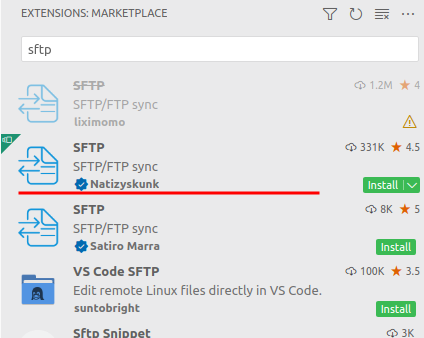 EXTENSIONS: MARKETPLACE
sftp
SFTP 1.2M 4
SFTP/FTP sync
liximomo
SFTP 331K 4.5
SFTP/FTP sync
Natizyskunk Install
SFTP 8K 5
SFTP/FTP sync
Satiro Marra Install
VS Code SFTP 100K 3.5
Edit remote Linux files directly in VS Code.
suntobright Install
Sftp Snippet 3K